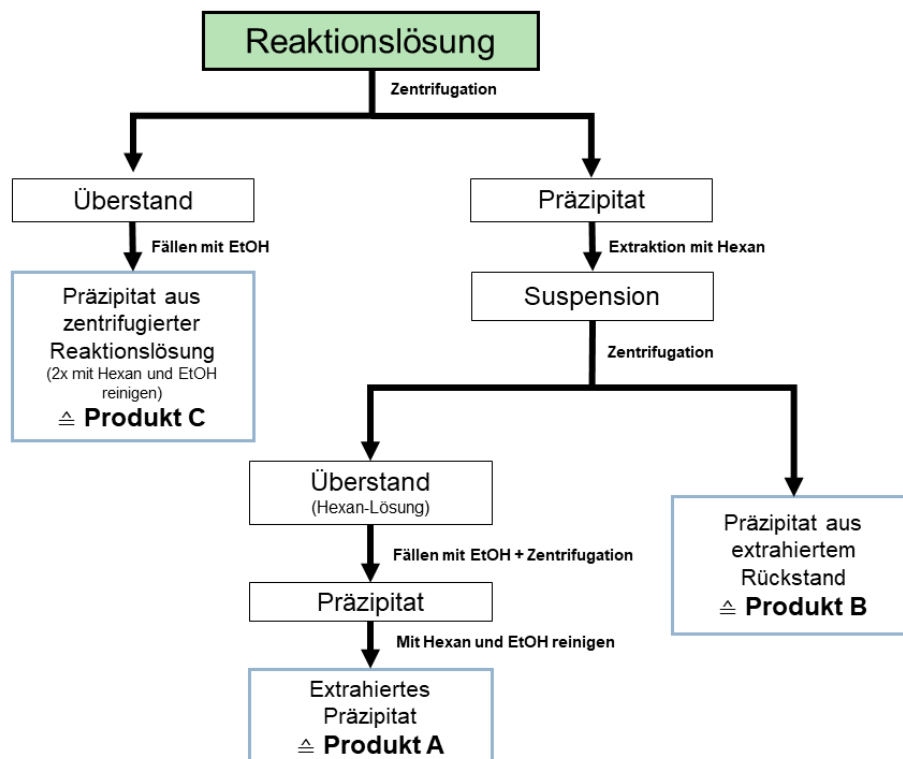 Reaktionslösung
Zentrifugation
Überstand
Präzipitat
Fällen mit EtOH
Extraktion mit Hexan
Präzipitat aus
zentrifugierter
Reaktionslösung
(2x mit Hexan und EtOH
reinigen)
≙ Produkt C
Suspension
Zentrifugation
Überstand
(Hexan-Lösung)
Präzipitat aus
extrahiertem
Rückstand
≙ Produkt B
Fällen mit EtOH + Zentrifugation
Präzipitat
Mit Hexan und EtOH reinigen
Extrahiertes
Präzipitat
≙ Produkt A